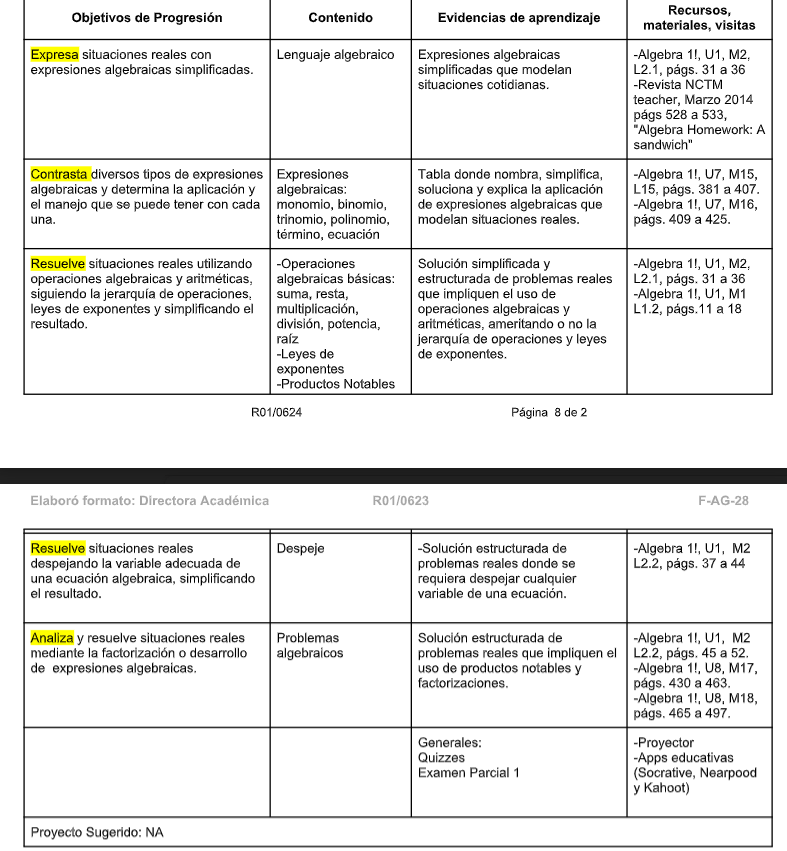 Objetivos de Progresión
Contenido
Evidencias de aprendizaje
Recursos,
materiales, visitas
Expresa situaciones reales con
expresiones algebraicas simplificadas.
Lenguaje algebraico
Expresiones algebraicas
simplificadas que modelan
situaciones cotidianas.
-Algebra 1!, U1, M2,
L2.1, págs. 31 a 36
-Revista NCTM
teacher, Marzo 2014
págs 528 a 533,
"Algebra Homework: A
sandwich"
Contrasta diversos tipos de expresiones
algebraicas y determina la aplicación y
el manejo que se puede tener con cada
una.
Expresiones
algebraicas:
monomio, binomio,
trinomio, polinomio,
término, ecuación
Tabla donde nombra, simplifica,
soluciona y explica la aplicación
de expresiones algebraicas que
modelan situaciones reales.
-Algebra 1!, U7, M15,
L15, págs. 381 a 407.
-Algebra 1!, U7, M16,
págs. 409 a 425.
Resuelve situaciones reales utilizando
operaciones algebraicas y aritméticas,
siguiendo la jerarquía de operaciones,
leyes de exponentes y simplificando el
resultado.
-Operaciones
algebraicas básicas:
suma, resta,
multiplicación,
división, potencia,
raíz
-Leyes de
exponentes
-Productos Notables
Solución simplificada y
estructurada de problemas reales
que impliquen el uso de
operaciones algebraicas y
aritméticas, ameritando o no la
jerarquía de operaciones y leyes
de exponentes.
-Algebra 1!, U1, M2,
L2.1, págs. 31 a 36
-Algebra 1!, U1, M1
L1.2, págs.11 a 18
R01/0624
Página 8 de 2
Elaboró formato: Directora Académica
R01/0623
F-AG-28
Resuelve situaciones reales
despejando la variable adecuada de
una ecuación algebraica, simplificando
el resultado.
Despeje
-Solución estructurada de
problemas reales donde se
requiera despejar cualquier
variable de una ecuación.
-Algebra 1!, U1, M2
L2.2, págs. 37 a 44
Analiza y resuelve situaciones reales
mediante la factorización o desarrollo
de expresiones algebraicas.
Problemas
algebraicos
Solución estructurada de
problemas reales que impliquen el
uso de productos notables y
factorizaciones.
-Algebra 1!, U1, M2
L2.2, págs. 45 a 52.
-Algebra 1!, U8, M17,
págs. 430 a 463.
-Algebra 1!, U8, M18,
págs. 465 a 497.
Generales:
Quizzes
Examen Parcial 1
-Proyector
-Apps educativas
(Socrative, Nearpood
y Kahoot)
Proyecto Sugerido: NA